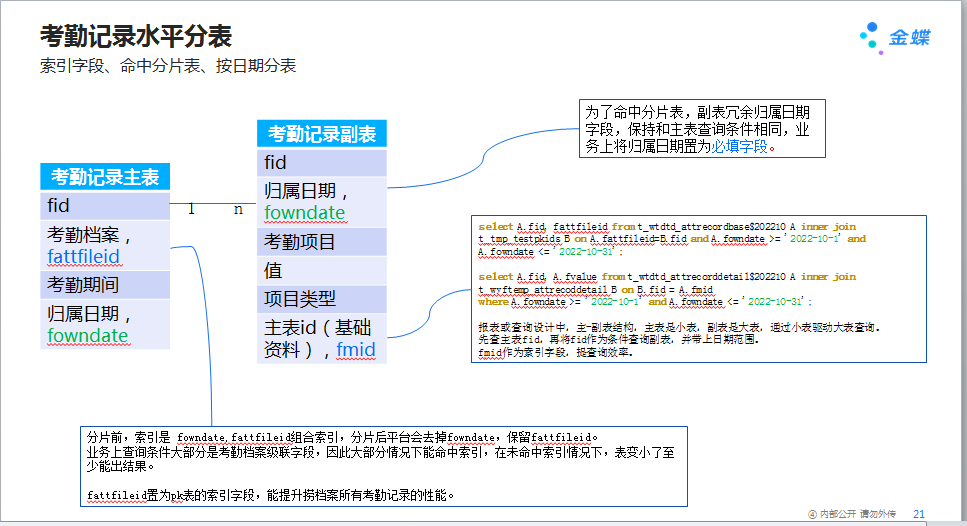 考勤记录水平分表
索引字段、命中分片表、按日期分表
金蝶
为了命中分片表，副表冗余归属日期
字段，保持和主表查询条件相同，业
务上将归属日期置为必填字段。
考勤记录副表
fid
归属日期，
fowndate
考勤项目
值
项目类型
主表id（基础
资料），fmid
考勤记录主表
fid
考勤档案，
fattfileid
考勤期间
归属日期，
fowndate
1 n
select A.fid, fattfileid from t_wtdtd_attrecordbase$202210 A inner join
t_tmp_testpkids B on A.fattfileid=B.fid and A.fowndate >= '2022-10-1' and
A.fowndate <= '2022-10-31';
select A.fid, A.fvalue from t_wtdtd_attrecorddetail$202210 A inner join
t_wyftemp_attrecoddetail B on B.fid = A.fmid
where A.fowndate >= '2022-10-1' and A.fowndate <= '2022-10-31';
报表或查询设计中，主-副表结构，主表是小表，副表是大表，通过小表驱动大表查询。
先查主表fid，再将fid作为条件查询副表，并带上日期范围。
fmid作为索引字段，提查询效率。
分片前，索引是 fowndate,fattfileid组合索引，分片后平台会去掉fowndate，保留fattfileid。
业务上查询条件大部分是考勤档案级联字段，因此大部分情况下能命中索引，在未命中索引情况下，表变小了至
少能出结果。
fattfileid置为pk表的索引字段，能提升捞档案所有考勤记录的性能。
④ 内部公开 请勿外传 21